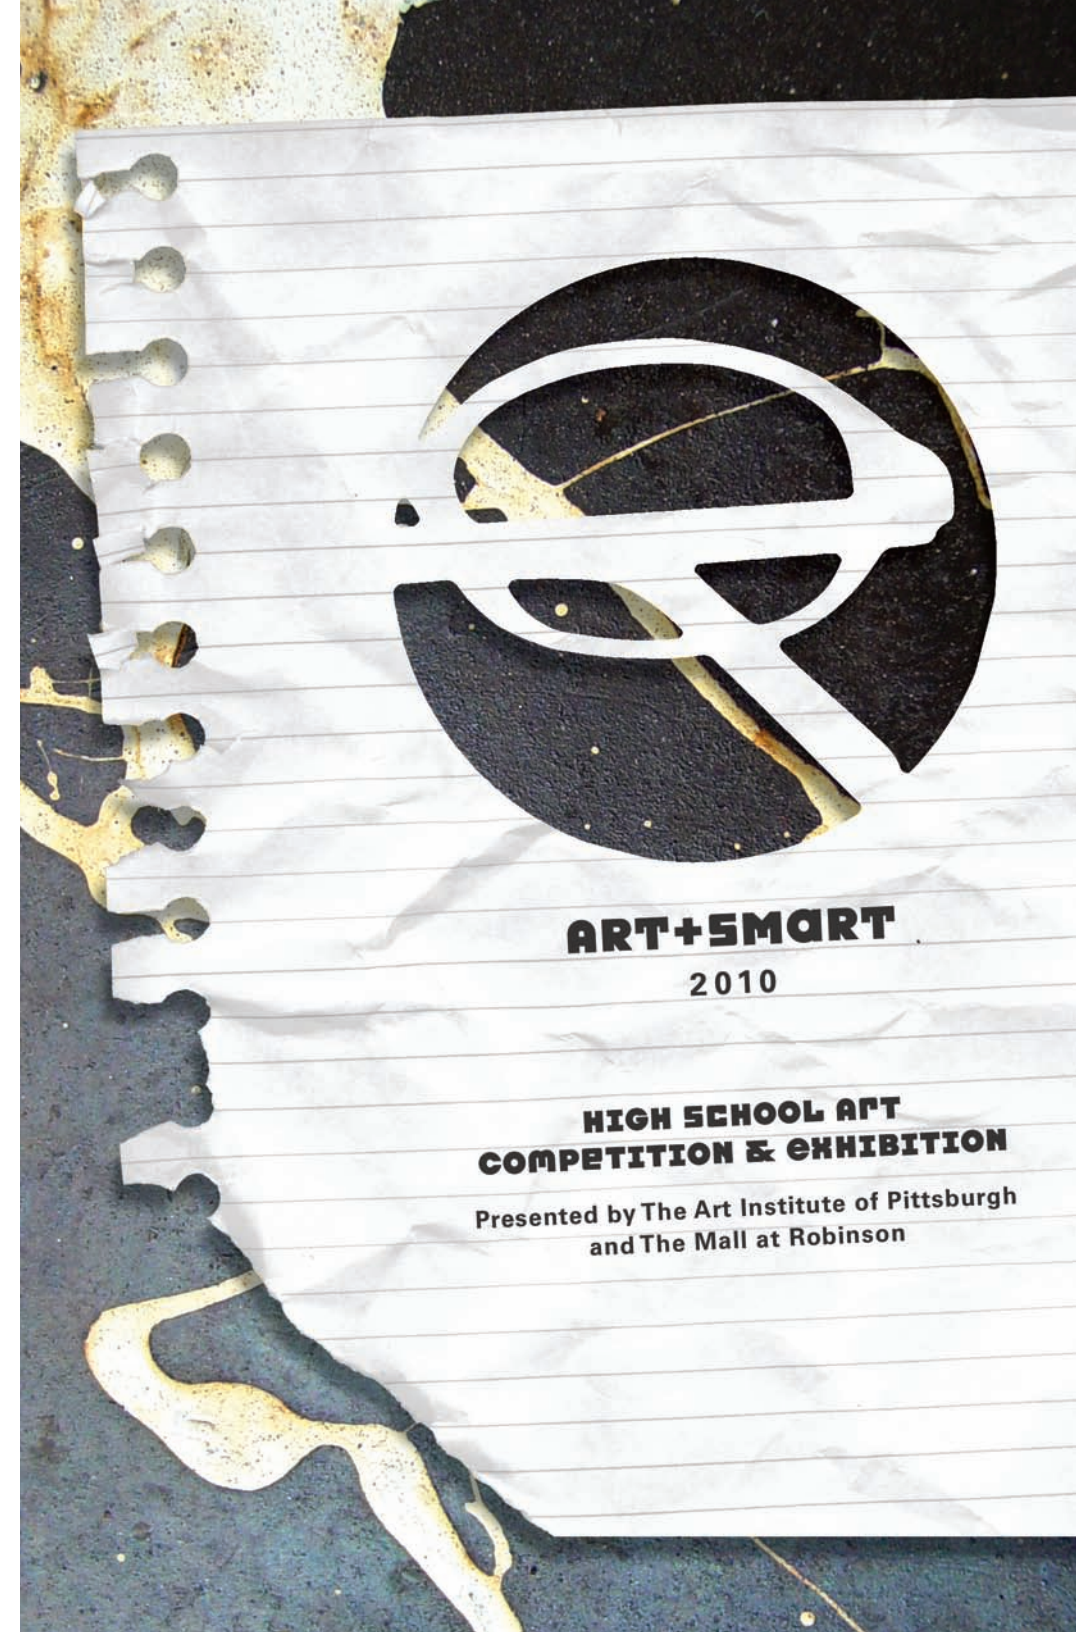 ART+SMaRT
2010
HIGH SCHOOL ArT
COMPETITION & eXHIBITION
Presented by The Art Institute of Pittsburgh
and The Mall at Robinson